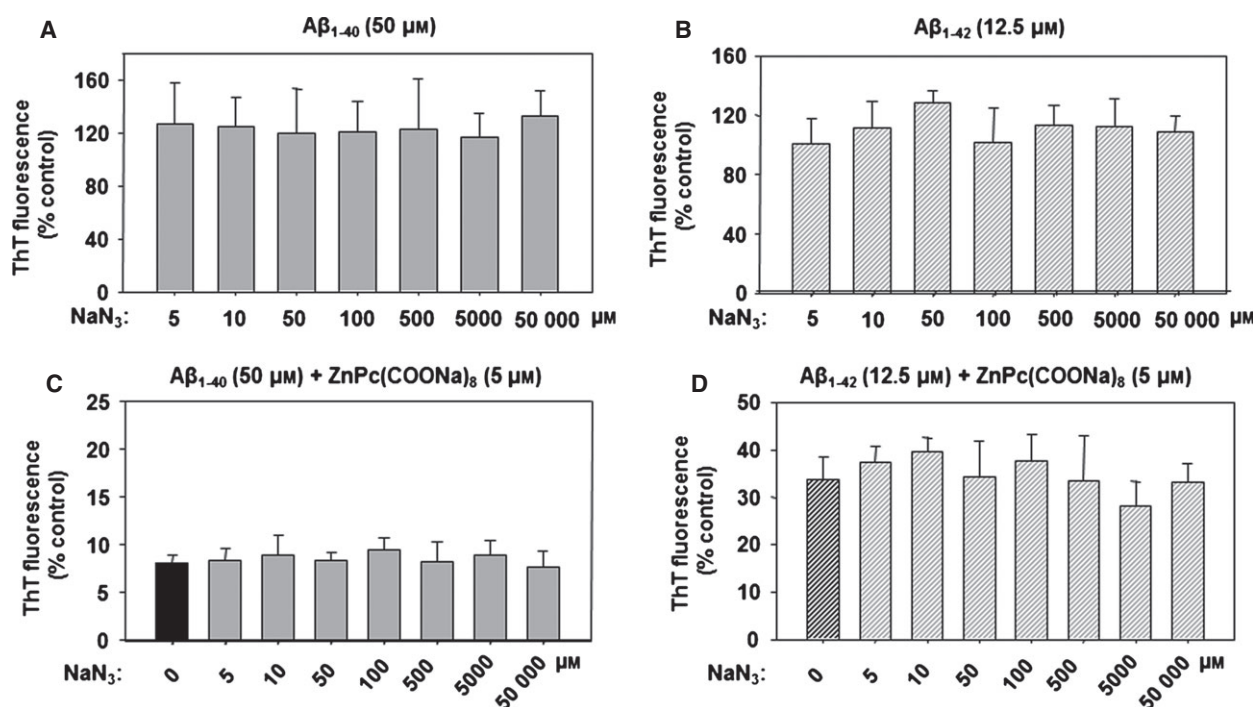 A
Aβ₁₋₄₀ (50 µM)
ThT fluorescence
(% control)
160
120
80
40
0
NaN₃: 5 10 50 100 500 5000 50 000 µM
B
Aβ₁₋₄₂ (12.5 µM)
ThT fluorescence
(% control)
160
120
80
40
0
NaN₃: 5 10 50 100 500 5000 50 000 µM
C
Aβ₁₋₄₀ (50 µM) + ZnPc(COONa)₈ (5 µM)
ThT fluorescence
(% control)
25
20
15
10
5
0
NaN₃: 0 5 10 50 100 500 5000 50 000 µM
D
Aβ₁₋₄₂ (12.5 µM) + ZnPc(COONa)₈ (5 µM)
ThT fluorescence
(% control)
50
40
30
20
10
0
NaN₃: 0 5 10 50 100 500 5000 50 000 µM